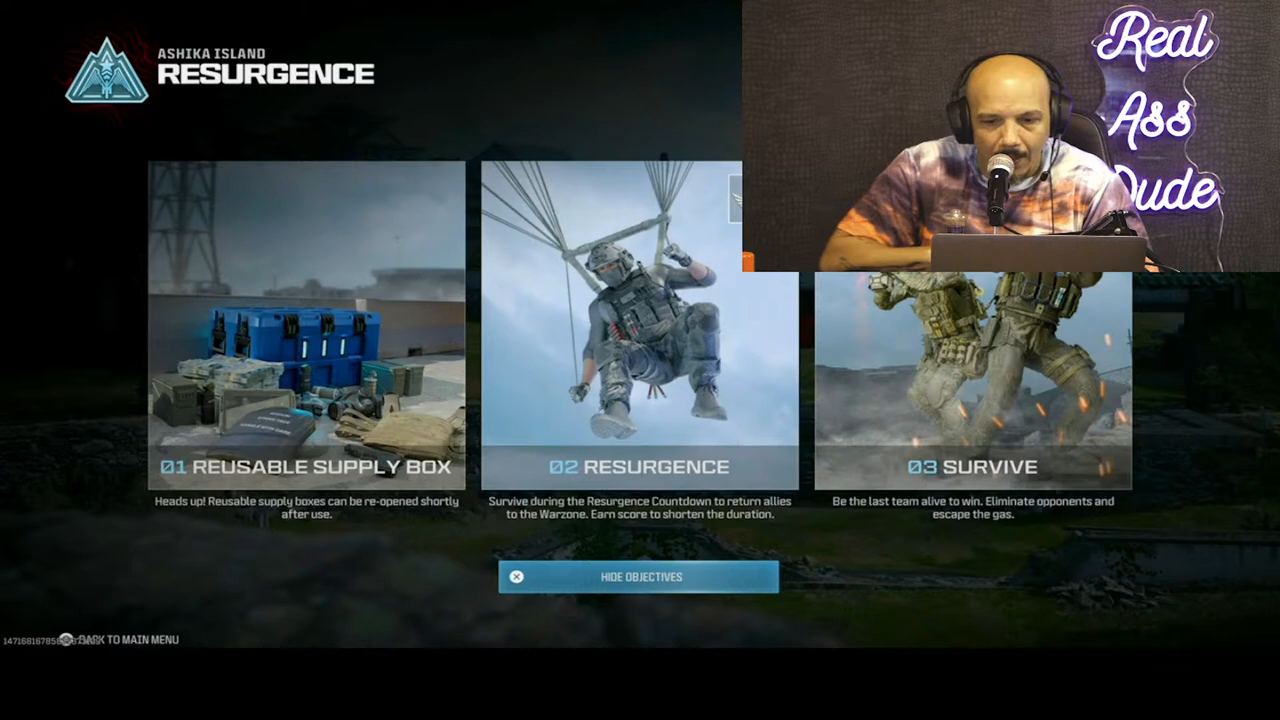 ASHIKA ISLAND
RESURGENCE
Real
Ass
Dude
01 REUSABLE SUPPLY BOX
Heads up! Reusable supply boxes can be re-opened shortly
after use.
02 RESURGENCE
Survive during the Resurgence Countdown to return allies
to the Warzone. Earn score to shorten the duration.
03 SURVIVE
Be the last team alive to win. Eliminate opponents and
escape the gas.
HIDE OBJECTIVES
BACK TO MAIN MENU